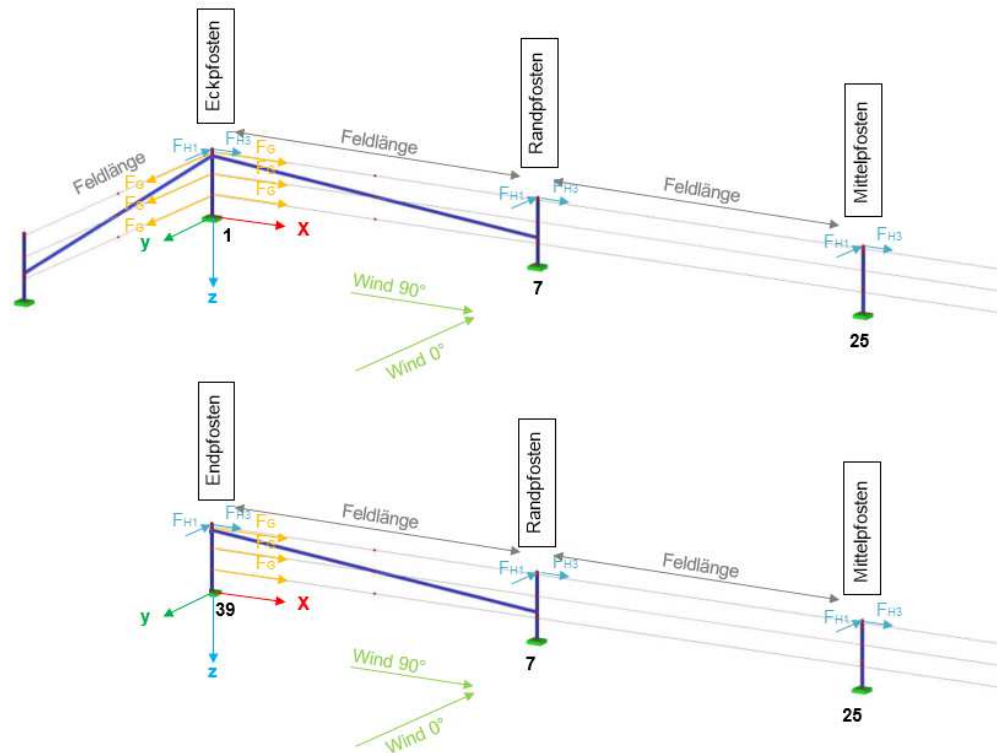 Eckpfosten
Feldlänge
Randpfosten
Feldlänge
Mittelpfosten
Feldlänge
FH1
FH3
FG
FG
FG
FG
FG
FG
FH1
FH3
FH1
FH3
y
1
X
z
7
25
Wind 90°
Wind 0°
Endpfosten
Feldlänge
Randpfosten
Feldlänge
Mittelpfosten
FH1
FH3
FG
FG
FG
FH1
FH3
FH1
FH3
y
39
X
z
7
25
Wind 90°
Wind 0°